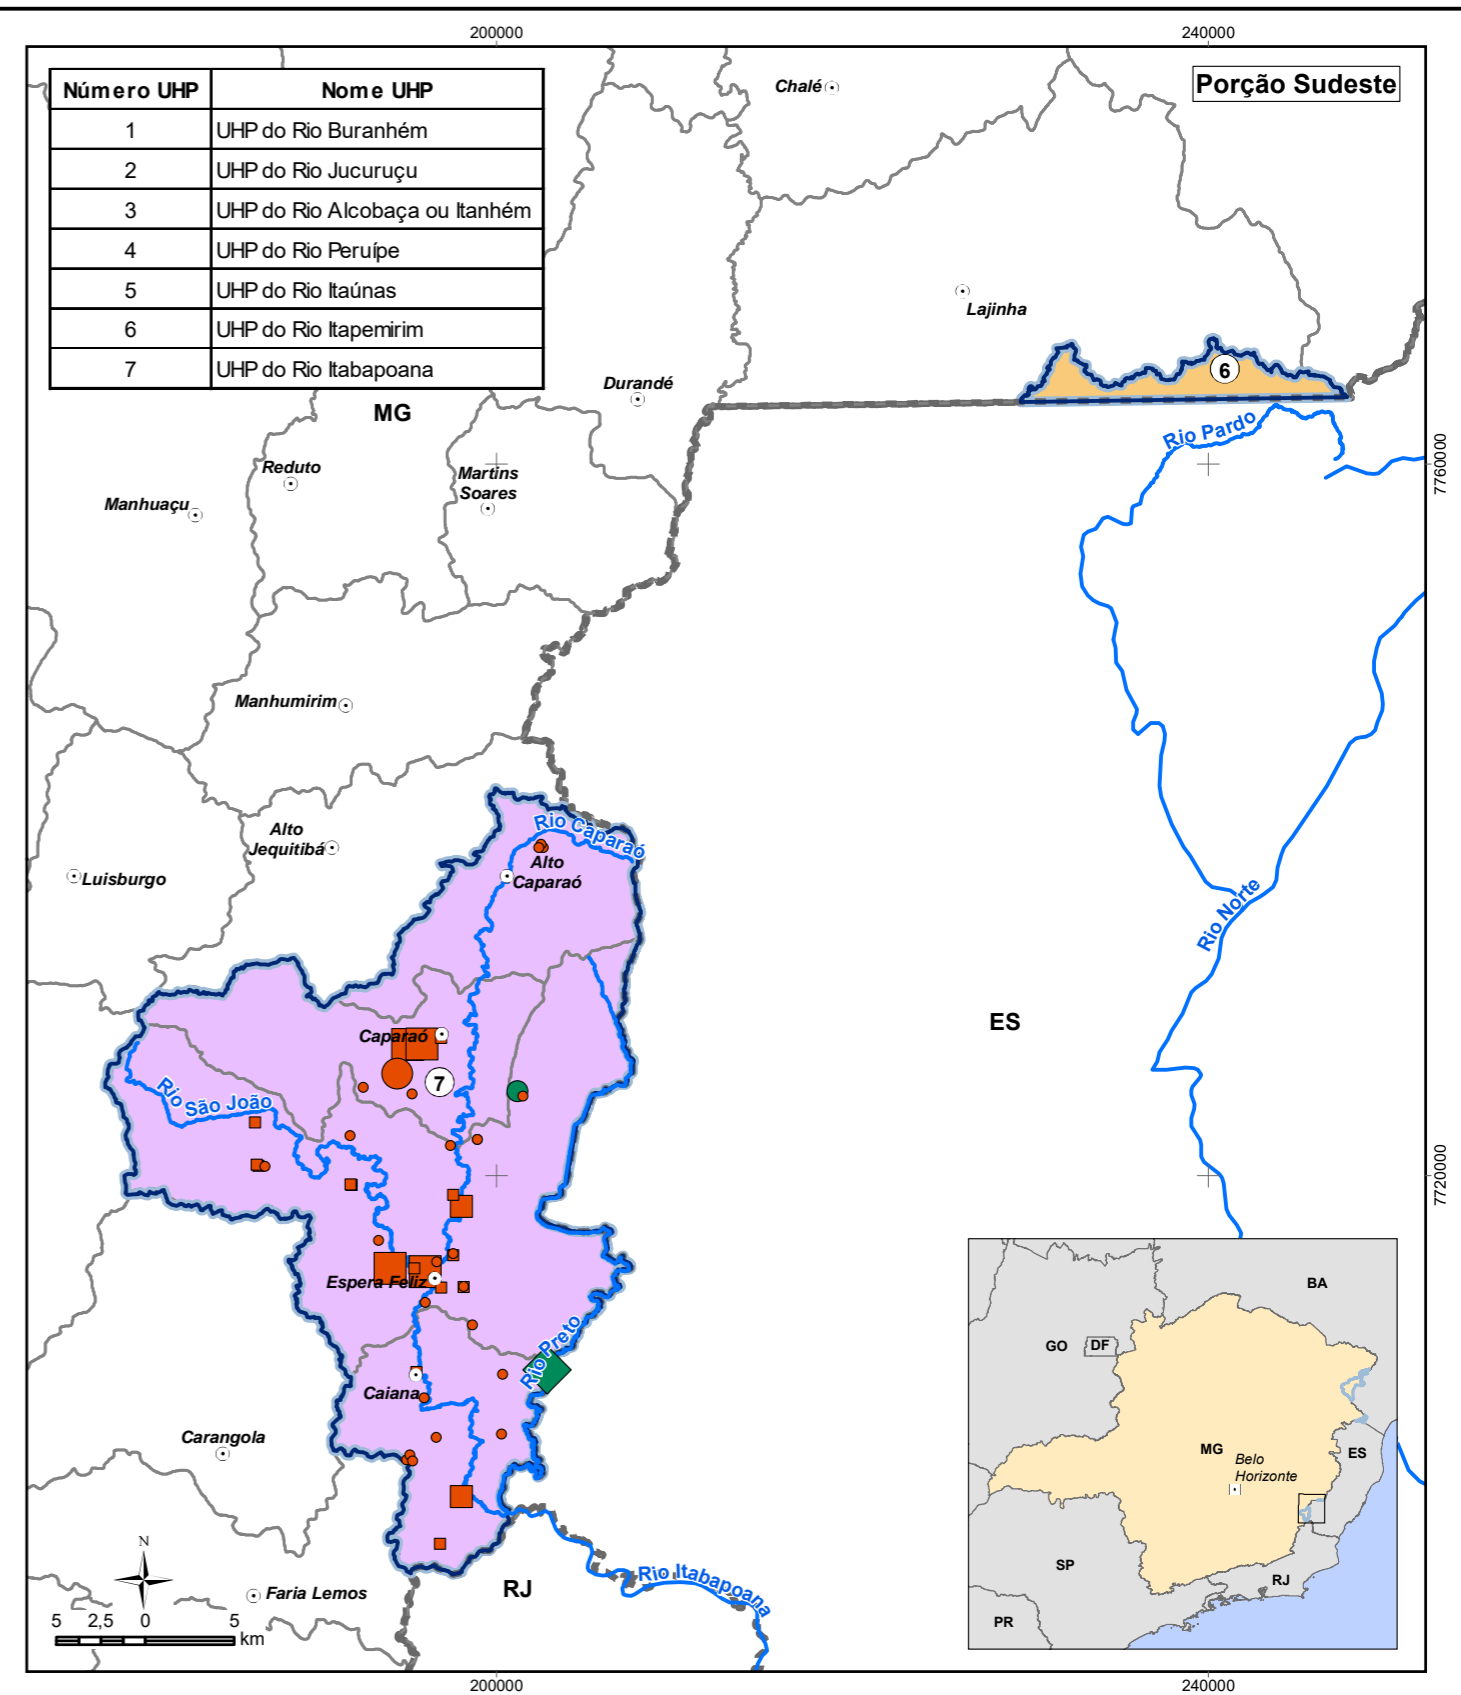 200000
240000
Porção Sudeste
Número UHP Nome UHP
1 UHP do Rio Buranhém
2 UHP do Rio Jucuruçu
3 UHP do Rio Alcobaça ou Itanhém
4 UHP do Rio Peruípe
5 UHP do Rio Itaúnas
6 UHP do Rio Itapemirim
7 UHP do Rio Itabapoana
Chalé
Lajinha
6
Durandé
MG
Rio Pardo
Reduto
Martins
Soares
Manhuaçu
7760000
Manhumirim
Alto
Jequitibá
Rio Caparaó
Alto
Caparaó
Luisburgo
Rio Norte
ES
Caparaó
7
Rio São João
7720000
Espera Feliz
Rio Preto
Caiana
Carangola
Faria Lemos
RJ
Rio Itabapoana
N
5 2,5 0 5
km
BA
GO
DF
MG
Belo
Horizonte
ES
SP
RJ
PR
200000
240000